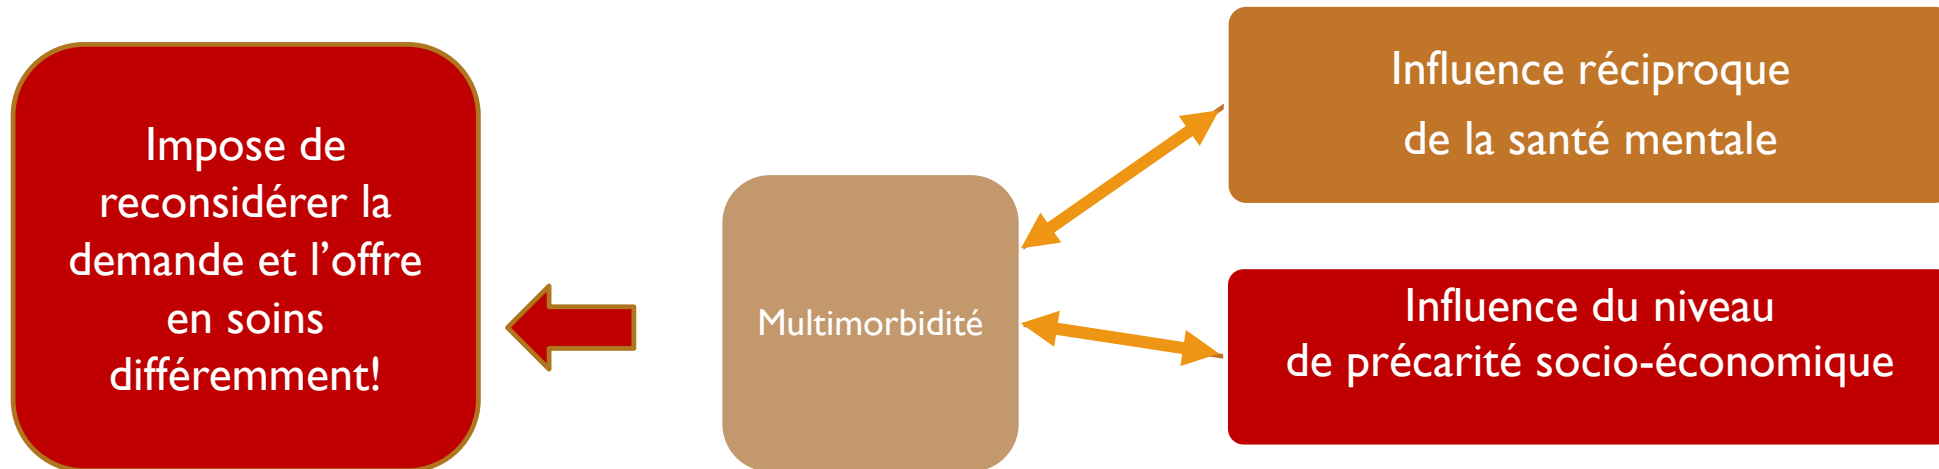 Impose de
reconsidérer la
demande et l’offre
en soins
différemment!
Multimorbidité
Influence réciproque
de la santé mentale
Influence du niveau
de précarité socio-économique